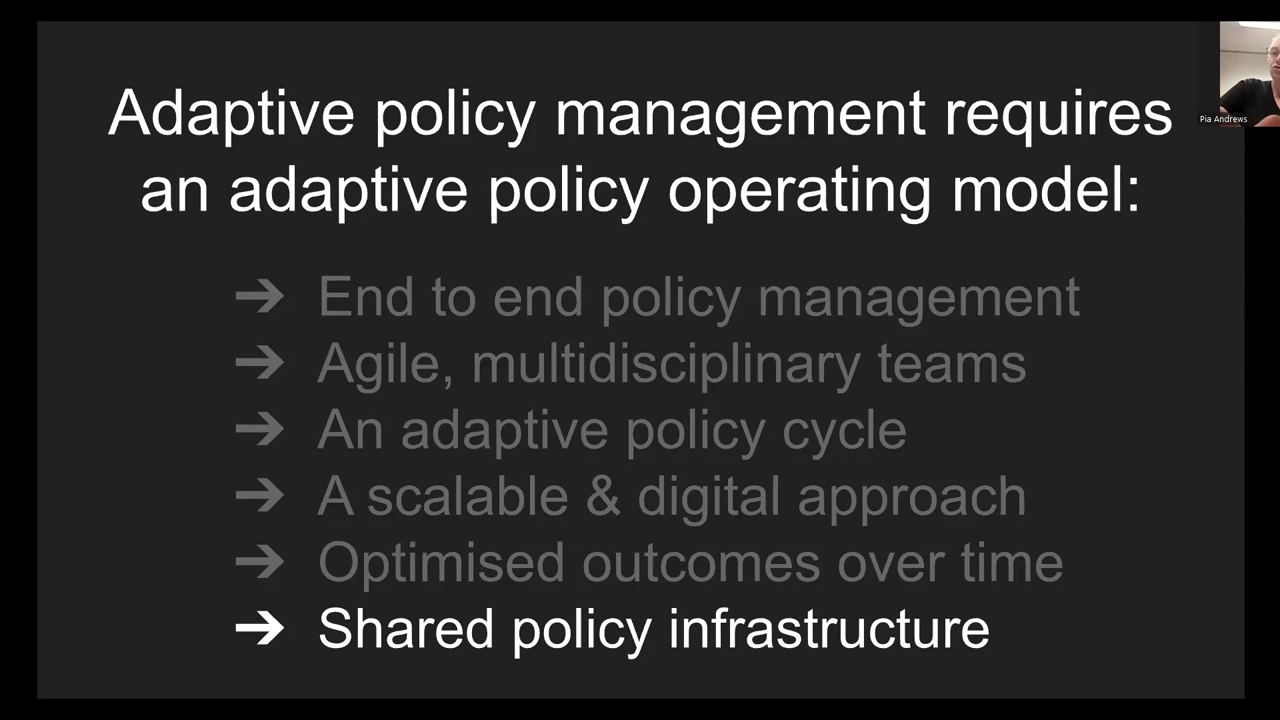 Adaptive policy management requires
an adaptive policy operating model:
➔ End to end policy management
➔ Agile, multidisciplinary teams
➔ An adaptive policy cycle
➔ A scalable & digital approach
➔ Optimised outcomes over time
➔ Shared policy infrastructure
Pia Andrews